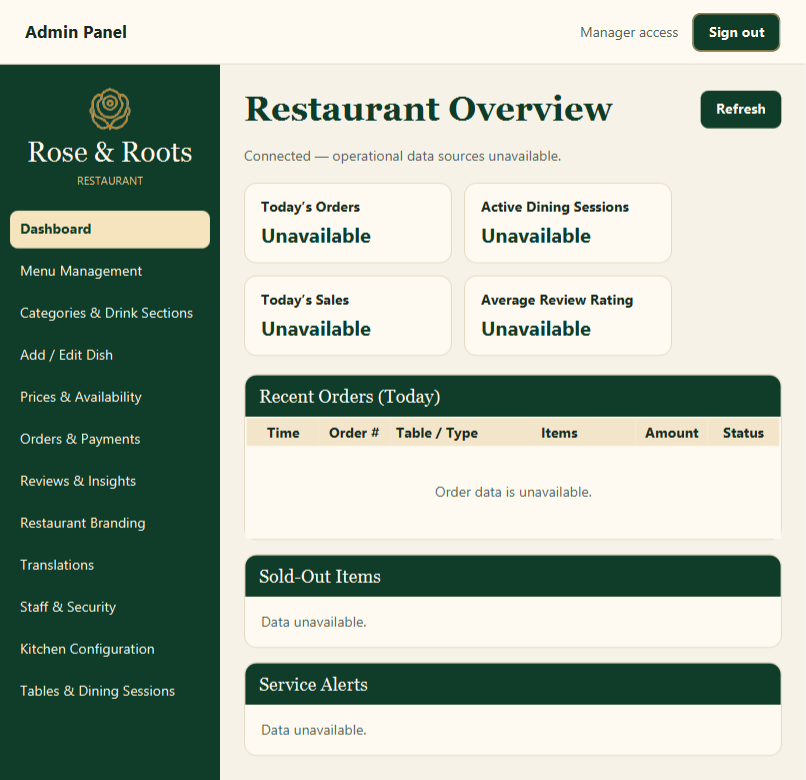 Admin Panel
Manager access
Sign out
Rose & Roots
RESTAURANT
Dashboard
Menu Management
Categories & Drink Sections
Add / Edit Dish
Prices & Availability
Orders & Payments
Reviews & Insights
Restaurant Branding
Translations
Staff & Security
Kitchen Configuration
Tables & Dining Sessions
Restaurant Overview
Refresh
Connected — operational data sources unavailable.
Today’s Orders
Unavailable
Active Dining Sessions
Unavailable
Today’s Sales
Unavailable
Average Review Rating
Unavailable
Recent Orders (Today)
Time Order # Table / Type Items Amount Status
Order data is unavailable.
Sold-Out Items
Data unavailable.
Service Alerts
Data unavailable.